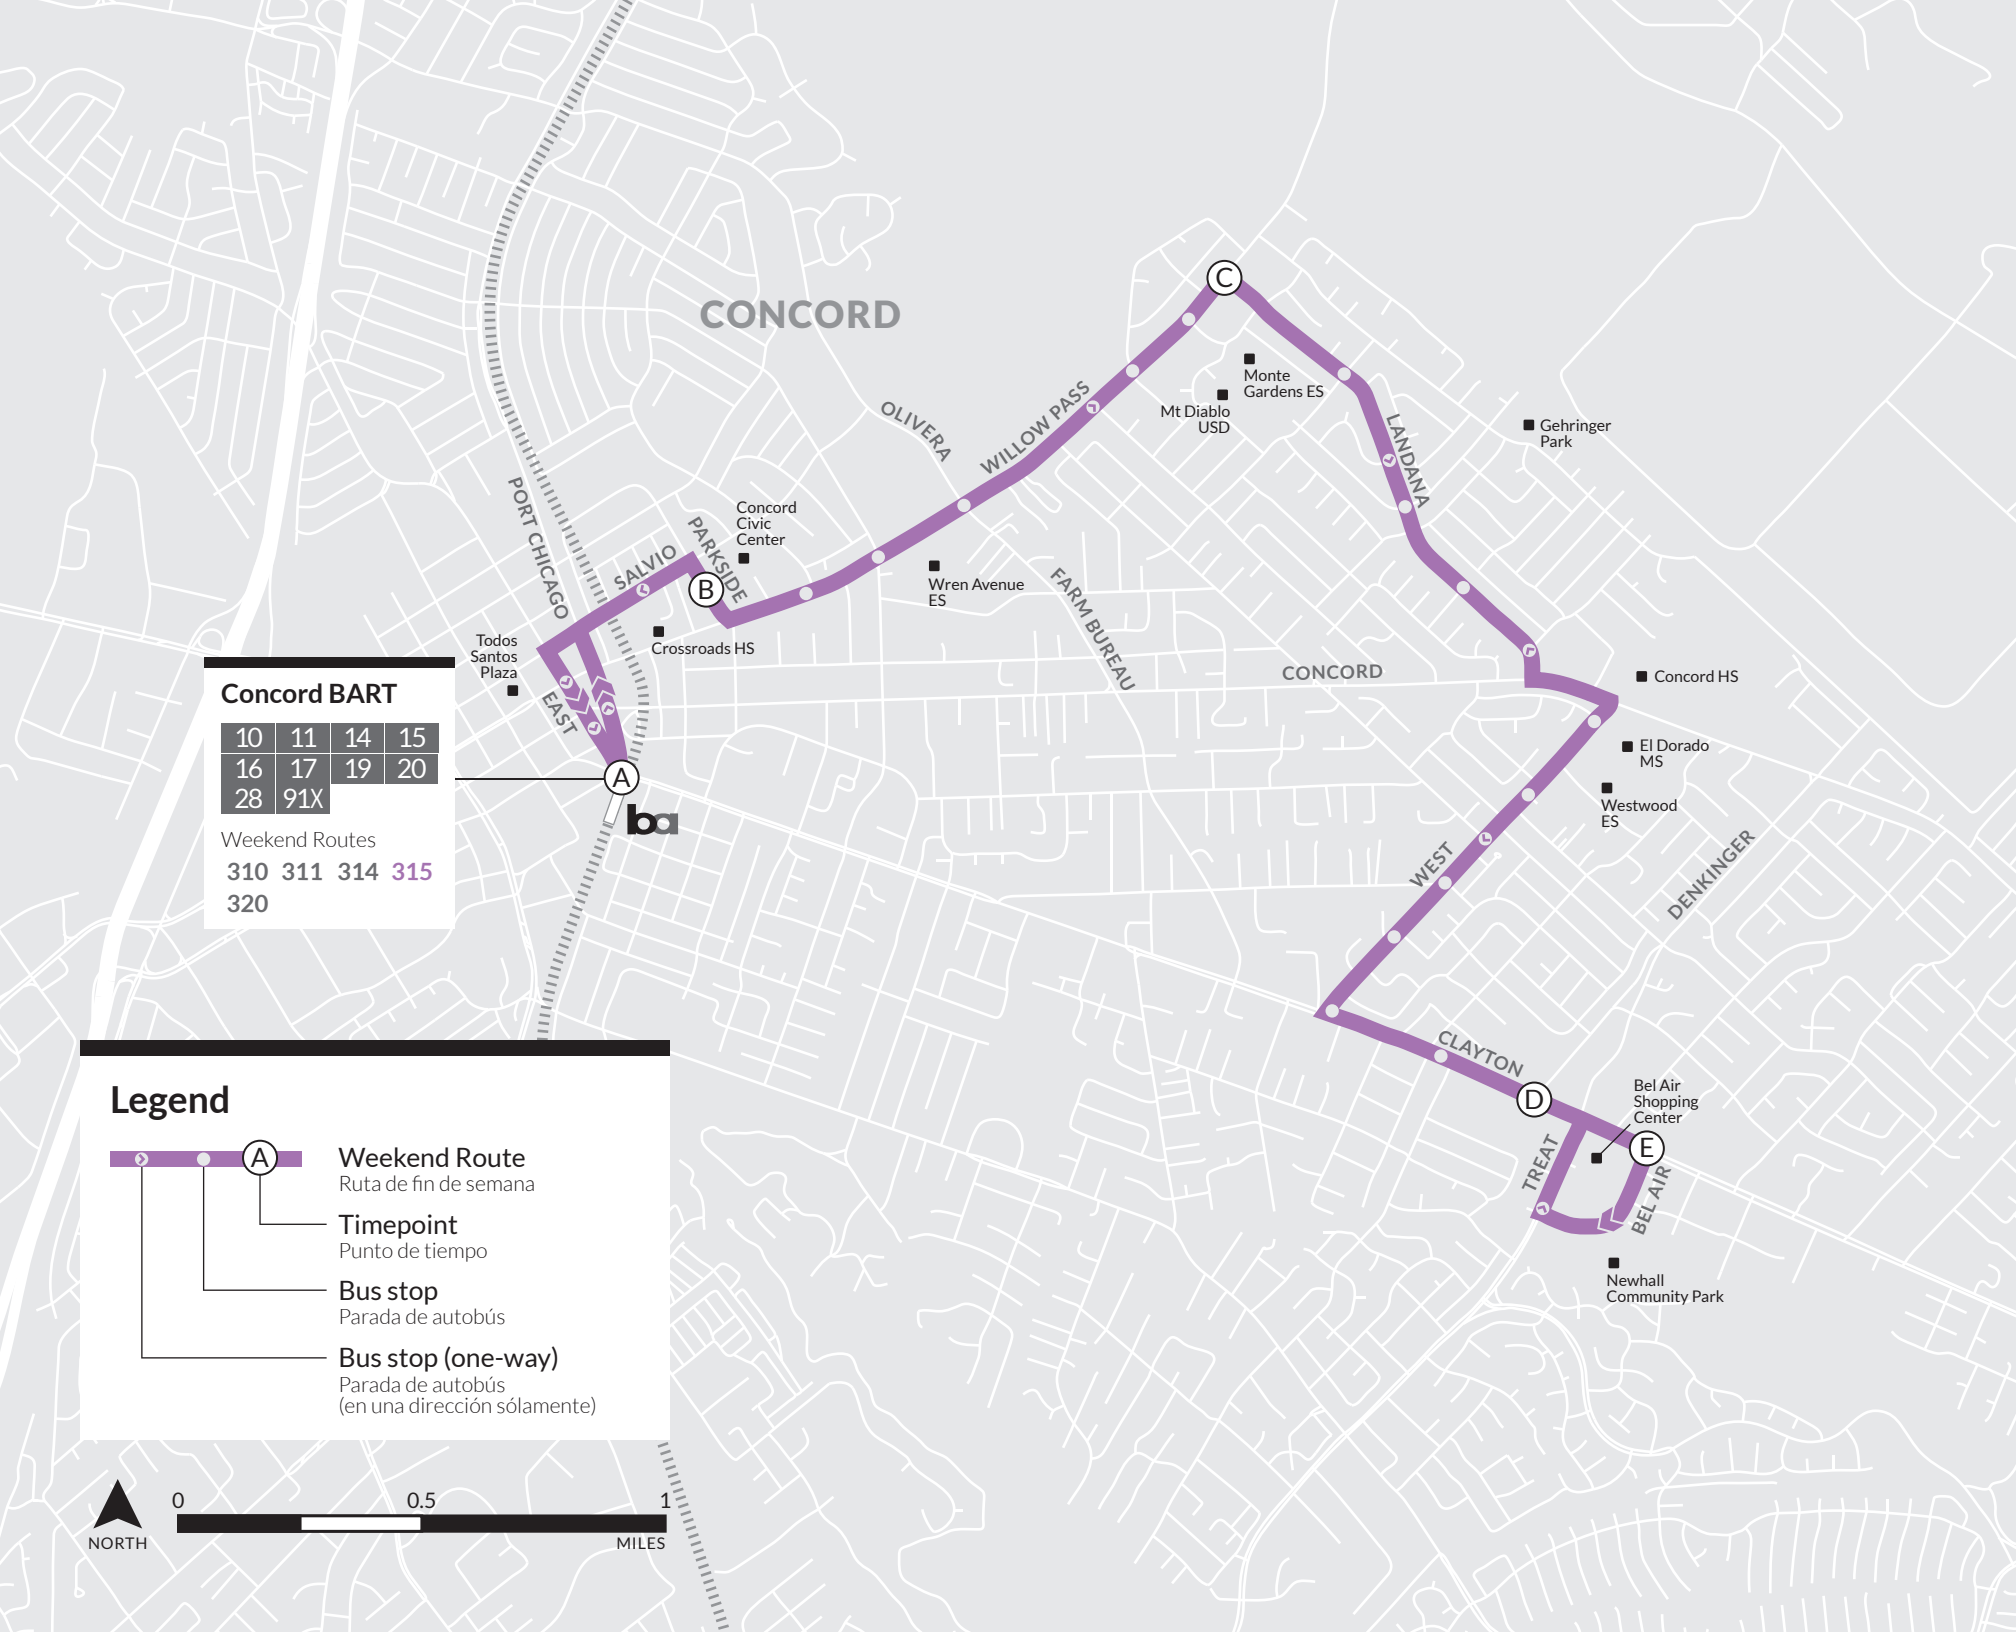 CONCORD
C
Monte
Gardens ES
Mt Diablo
USD
OLIVERA
WILLOW PASS
LANDANA
Gehringer
Park
PORT CHICAGO
Concord
Civic
Center
PARKSIDE
SALVIO
B
Wren Avenue
ES
FARM BUREAU
Crossroads HS
Todos
Santos
Plaza
EAST
CONCORD
Concord HS
El Dorado
MS
Westwood
ES
Concord BART
10 11 14 15
16 17 19 20
28 91X
Weekend Routes
310 311 314 315
320
A
ba
WEST
DENKINGER
CLAYTON
D
Bel Air
Shopping
Center
E
TREAT
BEL AIR
Newhall
Community Park
Legend
A
Weekend Route
Ruta de fin de semana
Timepoint
Punto de tiempo
Bus stop
Parada de autobús
Bus stop (one-way)
Parada de autobús
(en una dirección sólamente)
0 0.5 1
NORTH
MILES